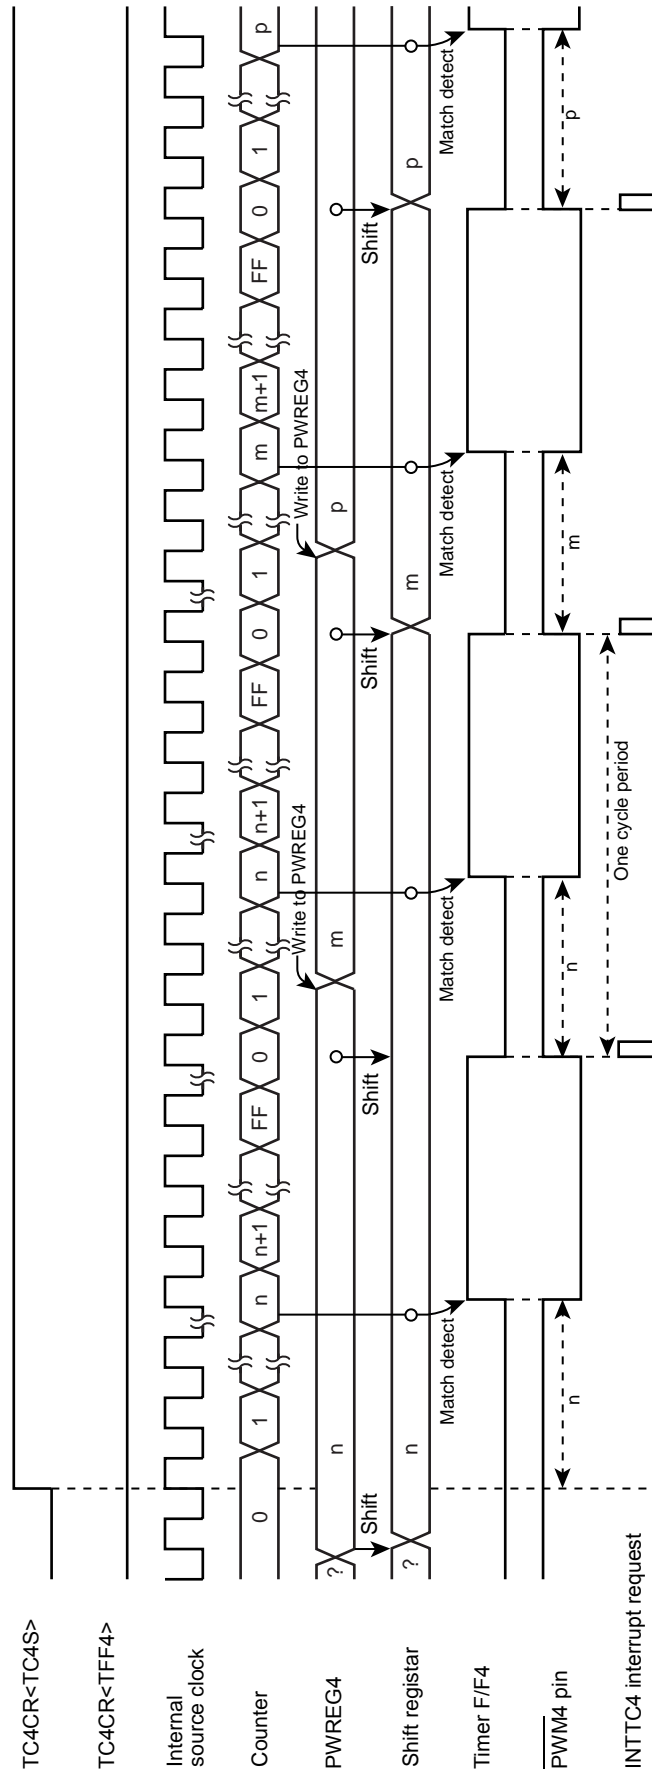 TC4CR<TC4S>
TC4CR<TFF4>
Internal
source clock
Counter 0 1 n n+1 FF 0 1 n n+1 FF 0 1 m m+1 FF 0 1 p
Write to PWREG4 Write to PWREG4
PWREG4 ? n m p
Shift Shift Shift Shift
Shift registar ? n m p
Match detect Match detect Match detect Match detect
Timer F/F4
PWM4 pin n n m p
One cycle period
INTTC4 interrupt request